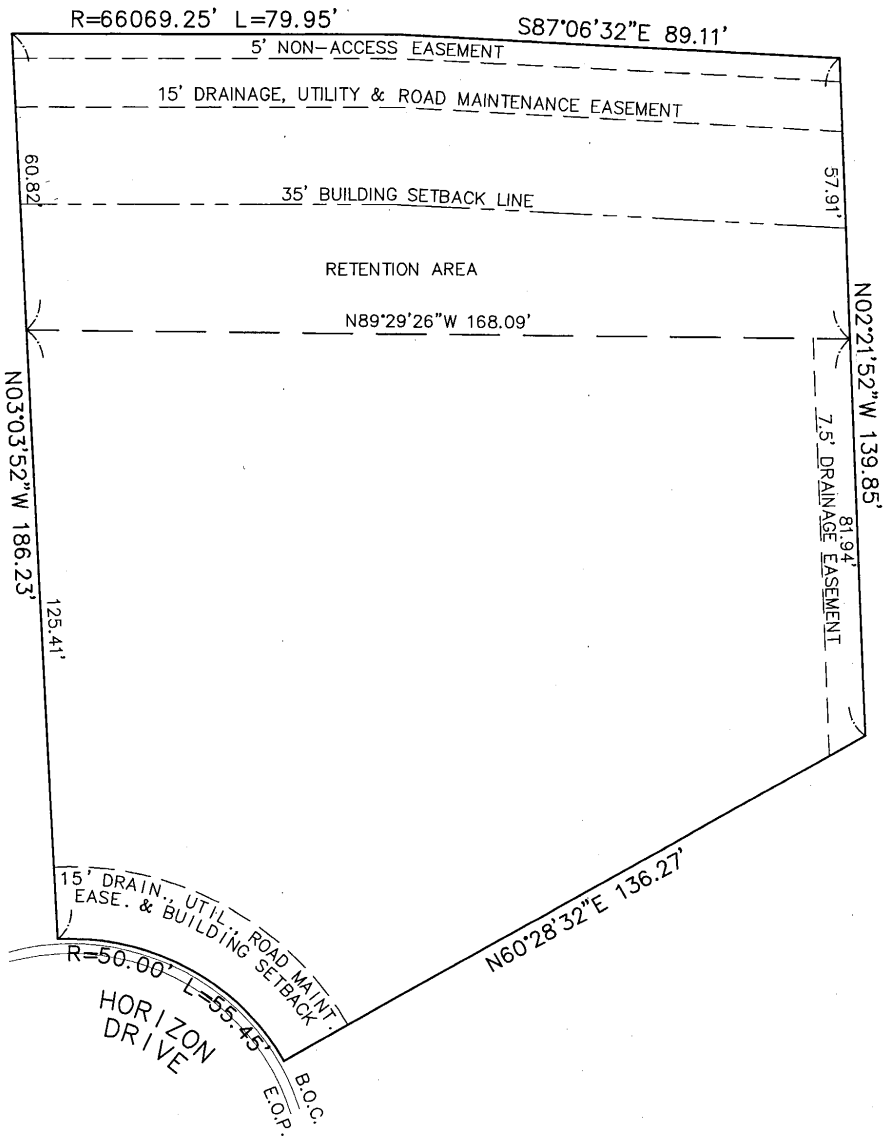 R=66069.25' L=79.95'
S87°06'32"E 89.11'
5' NON-ACCESS EASEMENT
15' DRAINAGE, UTILITY & ROAD MAINTENANCE EASEMENT
60.82'
57.91'
35' BUILDING SETBACK LINE
RETENTION AREA
N89°29'26"W 168.09'
N02°21'52"W 139.85'
N03°03'52"W 186.23'
7.5' DRAINAGE EASEMENT
81.94'
125.41'
15' DRAIN., UTIL., ROAD MAINT.
EASE. & BUILDING SETBACK
N60°28'32"E 136.27'
R=50.00' L=55.45'
HORIZON
DRIVE
B.O.C.
E.O.P.